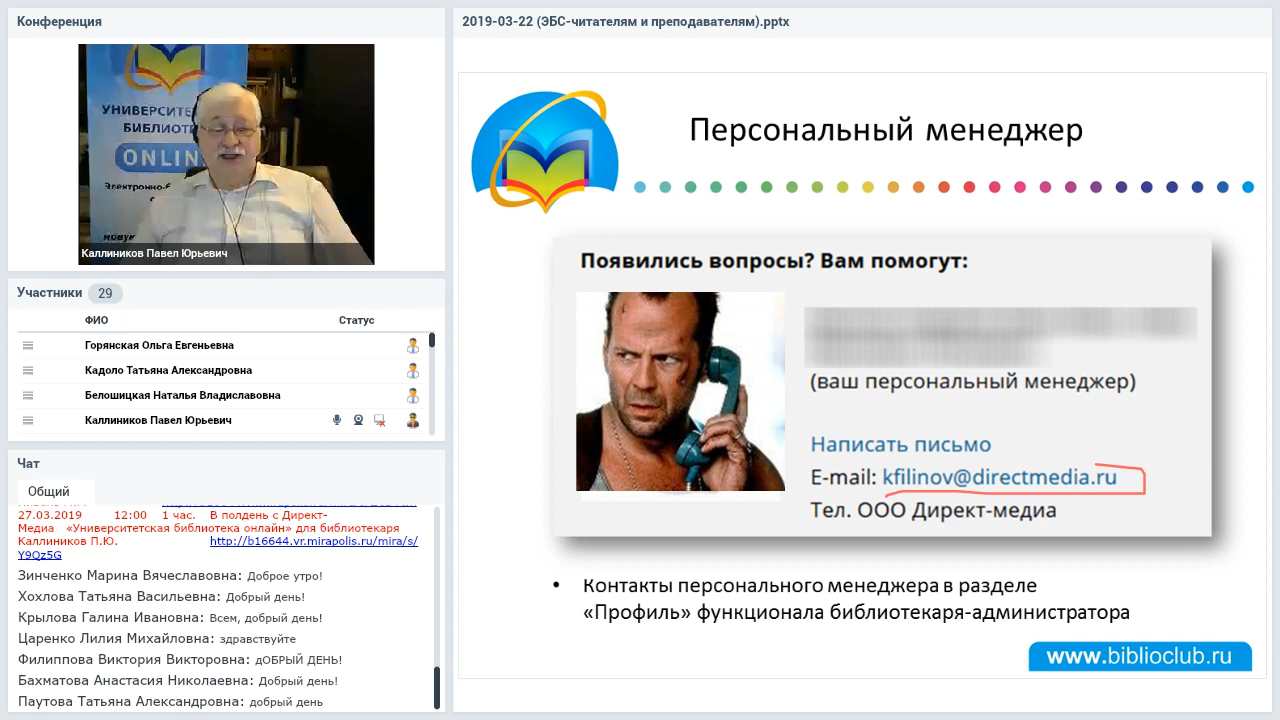 Конференция
УНИВЕРСИТЕ
БИБЛИОТЕ
ONLIN
Электронно-б
новую
Каллиников Павел Юрьевич
Участники 29
ФИО Статус
Горянская Ольга Евгеньевна
Кадоло Татьяна Александровна
Белошицкая Наталья Владиславовна
Каллиников Павел Юрьевич
Чат
Общий
27.03.2019 12:00 1 час. В полдень с Директ-
Медиа «Университетская библиотека онлайн» для библиотекаря
Каллиников П.Ю. http://b16644.vr.mirapolis.ru/mira/s/
Y9Qz5G
Зинченко Марина Вячеславовна: Доброе утро!
Хохлова Татьяна Васильевна: Добрый день!
Крылова Галина Ивановна: Всем, добрый день!
Царенко Лилия Михайловна: здравствуйте
Филиппова Виктория Викторовна: дОБРЫЙ ДЕНЬ!
Бахматова Анастасия Николаевна: Добрый день!
Паутова Татьяна Александровна: добрый день
2019-03-22 (ЭБС-читателям и преподавателям).pptx
Персональный менеджер
Появились вопросы? Вам помогут:
(ваш персональный менеджер)
Написать письмо
E-mail: kfilinov@directmedia.ru
Тел. ООО Директ-медиа
• Контакты персонального менеджера в разделе
«Профиль» функционала библиотекаря-администратора
www.biblioclub.ru